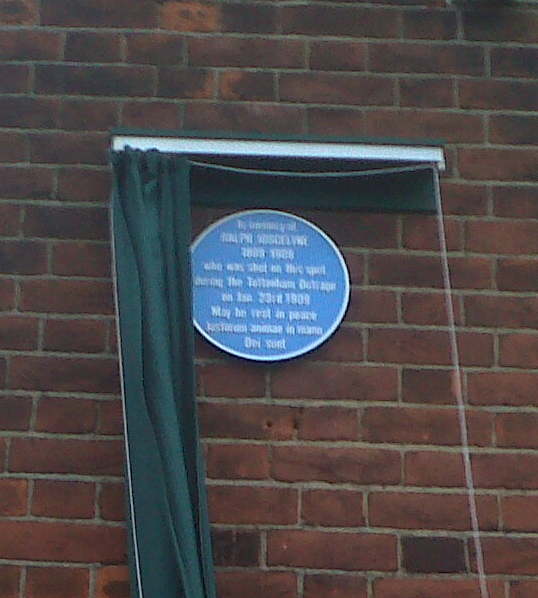 In memory of
RALPH JOSCELYNE
1899-1909
who was shot on this spot
during the Tottenham Outrage
on Jan. 23rd 1909
May he rest in peace
Justorum animae in manu
Dei sunt